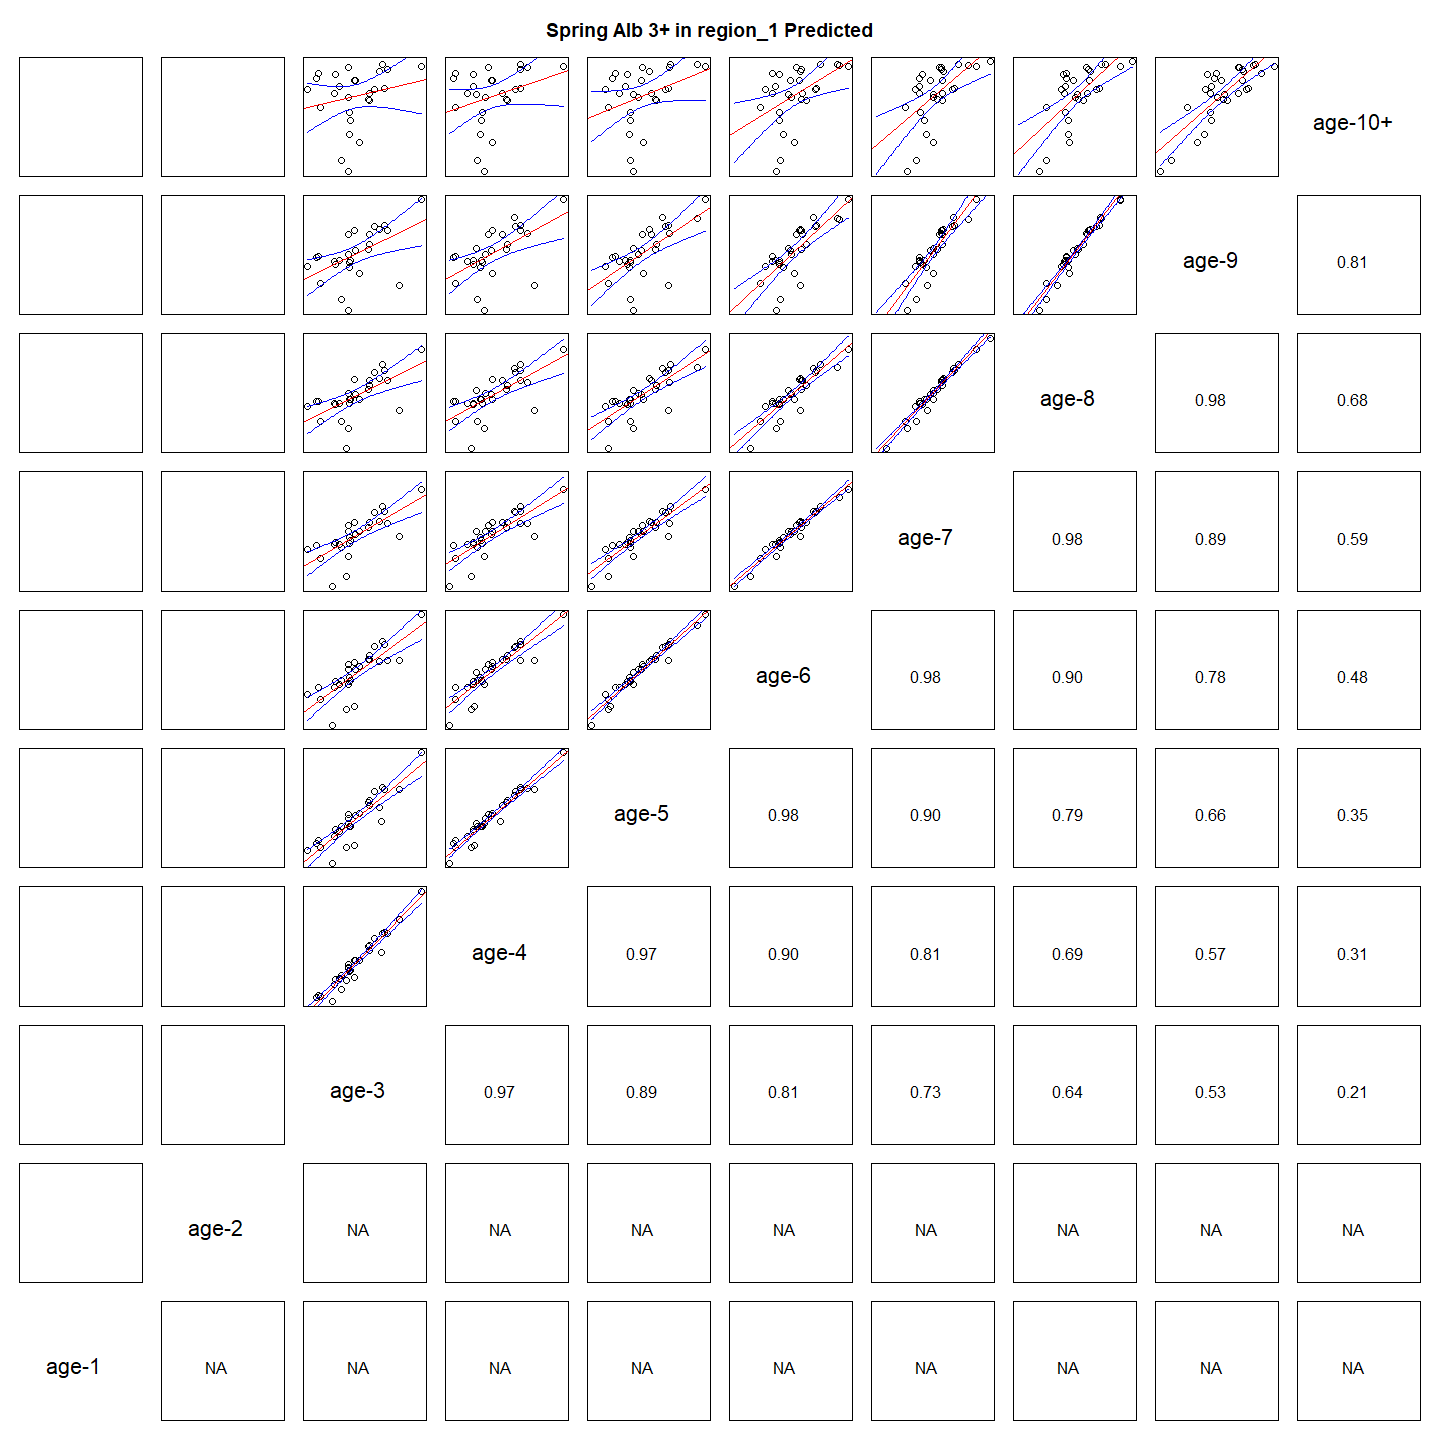 Spring Alb 3+ in region_1 Predicted
age-10+
age-9 0.81
age-8 0.98 0.68
age-7 0.98 0.89 0.59
age-6 0.98 0.90 0.78 0.48
age-5 0.98 0.90 0.79 0.66 0.35
age-4 0.97 0.90 0.81 0.69 0.57 0.31
age-3 0.97 0.89 0.81 0.73 0.64 0.53 0.21
age-2 NA NA NA NA NA NA NA NA
age-1 NA NA NA NA NA NA NA NA NA